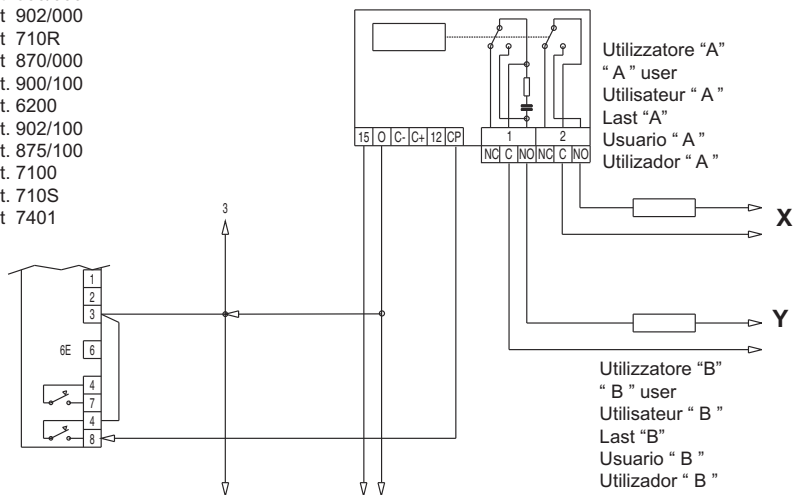 t 902/000
t 710R
t 870/000
t. 900/100
t. 6200
t. 902/100
t. 875/100
t. 7100
t. 710S
t 7401
15 O C- C+ 12 CP
1 2
NC C NO NC C NO
Utilizzatore “A”
“ A ” user
Utilisateur “ A ”
Last “A”
Usuario “ A ”
Utilizador “ A ”
X
3
1
2
3
6E 6
4
7
4
8
Y
Utilizzatore “B”
“ B ” user
Utilisateur “ B ”
Last “B”
Usuario “ B ”
Utilizador “ B ”